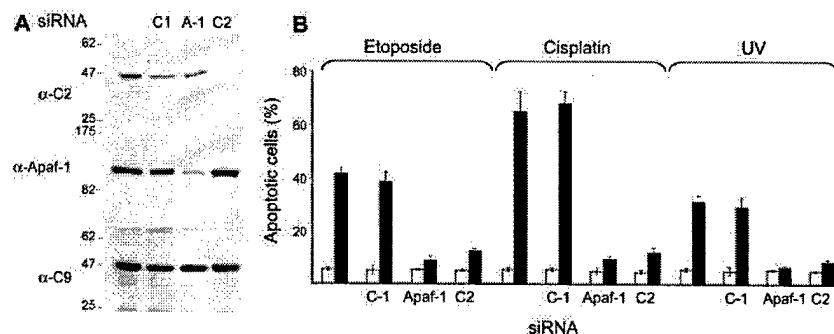 A
siRNA C1 A-1 C2
62-
47-
α-C2
25-
175
α-Apaf-1
82-
62-
47-
α-C9
25-
B
Etoposide Cisplatin UV
Apoptotic cells (%)
80
60
40
20
C-1 Apaf-1 C2 C-1 Apaf-1 C2 C-1 Apaf-1 C2
siRNA